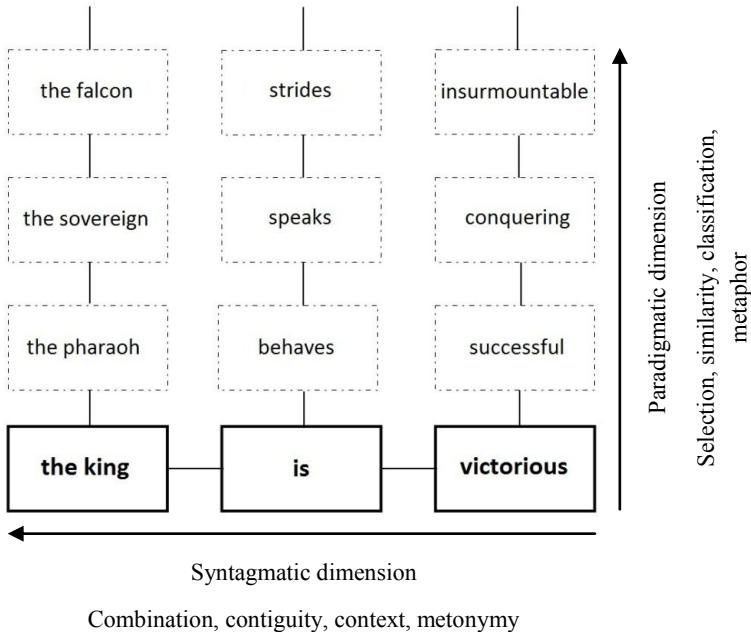 the falcon
strides
insurmountable
the sovereign
speaks
conquering
the pharaoh
behaves
successful
the king
is
victorious
Paradigmatic dimension
Selection, similarity, classification,
metaphor
Syntagmatic dimension
Combination, contiguity, context, metonymy